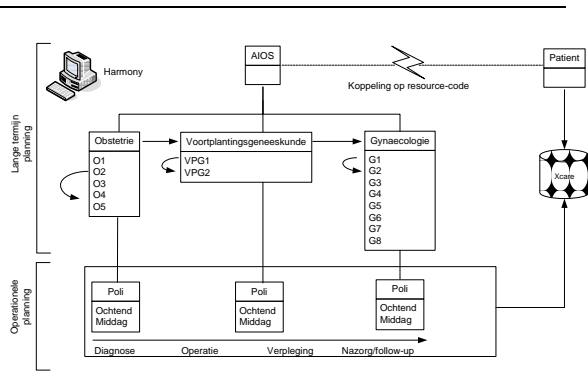 AIOS
Patient
Harmony
Koppeling op resource-code
Lange termijn
planning
Obstetrie
O1
O2
O3
O4
O5
Voortplantingsgeneeskunde
VPG1
VPG2
Gynaecologie
G1
G2
G3
G4
G5
G6
G7
G8
Xcare
Operationele
planning
Poli
Ochtend
Middag
Poli
Ochtend
Middag
Poli
Ochtend
Middag
Diagnose Operatie Verpleging Nazorg/follow-up